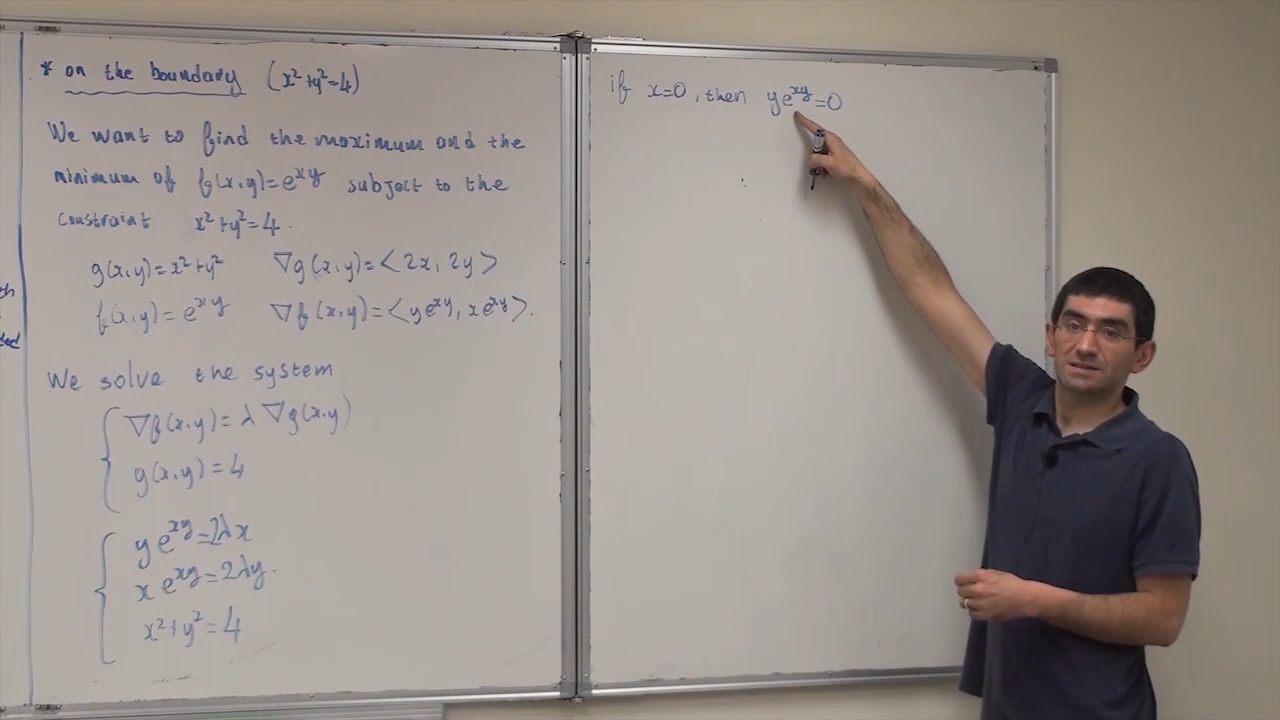 * on the boundary (x²+y²=4)
We want to find the maximum and the
minimum of f(x,y)=e^{xy} subject to the
constraint x²+y²=4.
g(x,y)=x²+y² ∇g(x,y)=<2x, 2y>
f(x,y)=e^{xy} ∇f(x,y)=<ye^{xy}, xe^{xy}>.
We solve the system
∇f(x,y)=λ∇g(x,y)
g(x,y)=4
ye^{xy}=2λx
xe^{xy}=2λy.
x²+y²=4
if x=0, then ye^{xy}=0